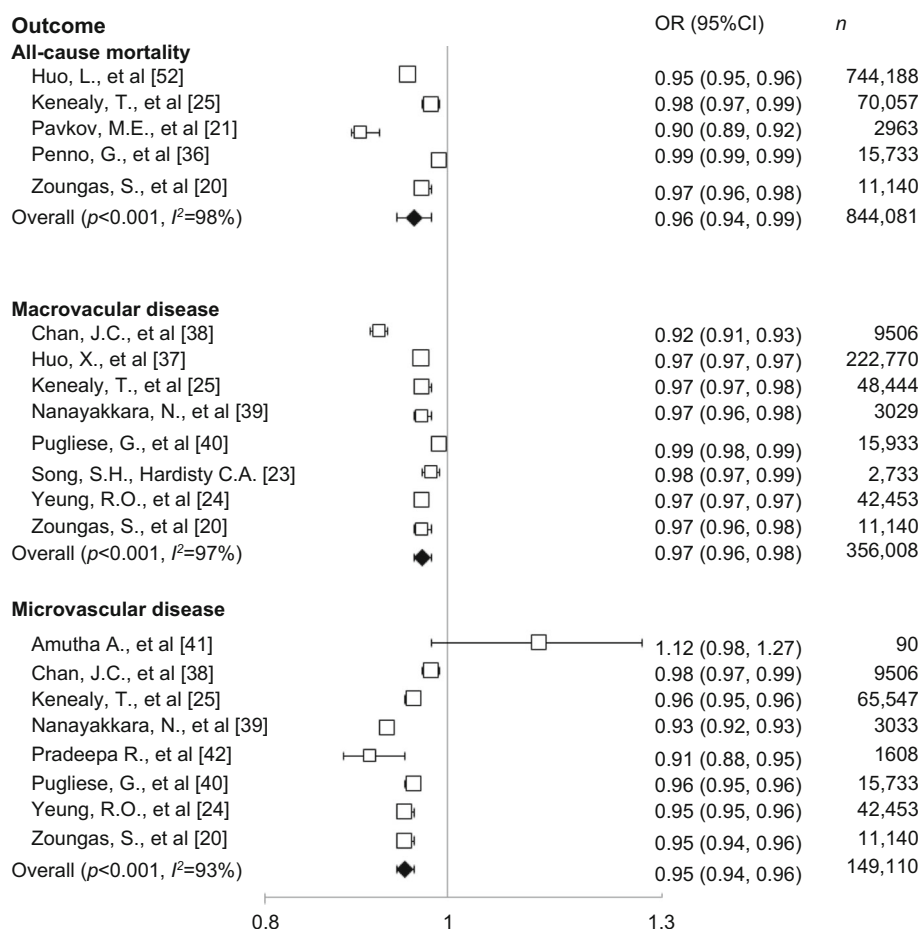 Outcome OR (95%CI) n
All-cause mortality
Huo, L., et al [52] 0.95 (0.95, 0.96) 744,188
Kenealy, T., et al [25] 0.98 (0.97, 0.99) 70,057
Pavkov, M.E., et al [21] 0.90 (0.89, 0.92) 2963
Penno, G., et al [36] 0.99 (0.99, 0.99) 15,733
Zoungas, S., et al [20] 0.97 (0.96, 0.98) 11,140
Overall (p<0.001, I²=98%) 0.96 (0.94, 0.99) 844,081
Macrovacular disease
Chan, J.C., et al [38] 0.92 (0.91, 0.93) 9506
Huo, X., et al [37] 0.97 (0.97, 0.97) 222,770
Kenealy, T., et al [25] 0.97 (0.97, 0.98) 48,444
Nanayakkara, N., et al [39] 0.97 (0.96, 0.98) 3029
Pugliese, G., et al [40] 0.99 (0.98, 0.99) 15,933
Song, S.H., Hardisty C.A. [23] 0.98 (0.97, 0.99) 2,733
Yeung, R.O., et al [24] 0.97 (0.97, 0.97) 42,453
Zoungas, S., et al [20] 0.97 (0.96, 0.98) 11,140
Overall (p<0.001, I²=97%) 0.97 (0.96, 0.98) 356,008
Microvascular disease
Amutha A., et al [41] 1.12 (0.98, 1.27) 90
Chan, J.C., et al [38] 0.98 (0.97, 0.99) 9506
Kenealy, T., et al [25] 0.96 (0.95, 0.96) 65,547
Nanayakkara, N., et al [39] 0.93 (0.92, 0.93) 3033
Pradeepa R., et al [42] 0.91 (0.88, 0.95) 1608
Pugliese, G., et al [40] 0.96 (0.95, 0.96) 15,733
Yeung, R.O., et al [24] 0.95 (0.95, 0.96) 42,453
Zoungas, S., et al [20] 0.95 (0.94, 0.96) 11,140
Overall (p<0.001, I²=93%) 0.95 (0.94, 0.96) 149,110
0.8 1 1.3